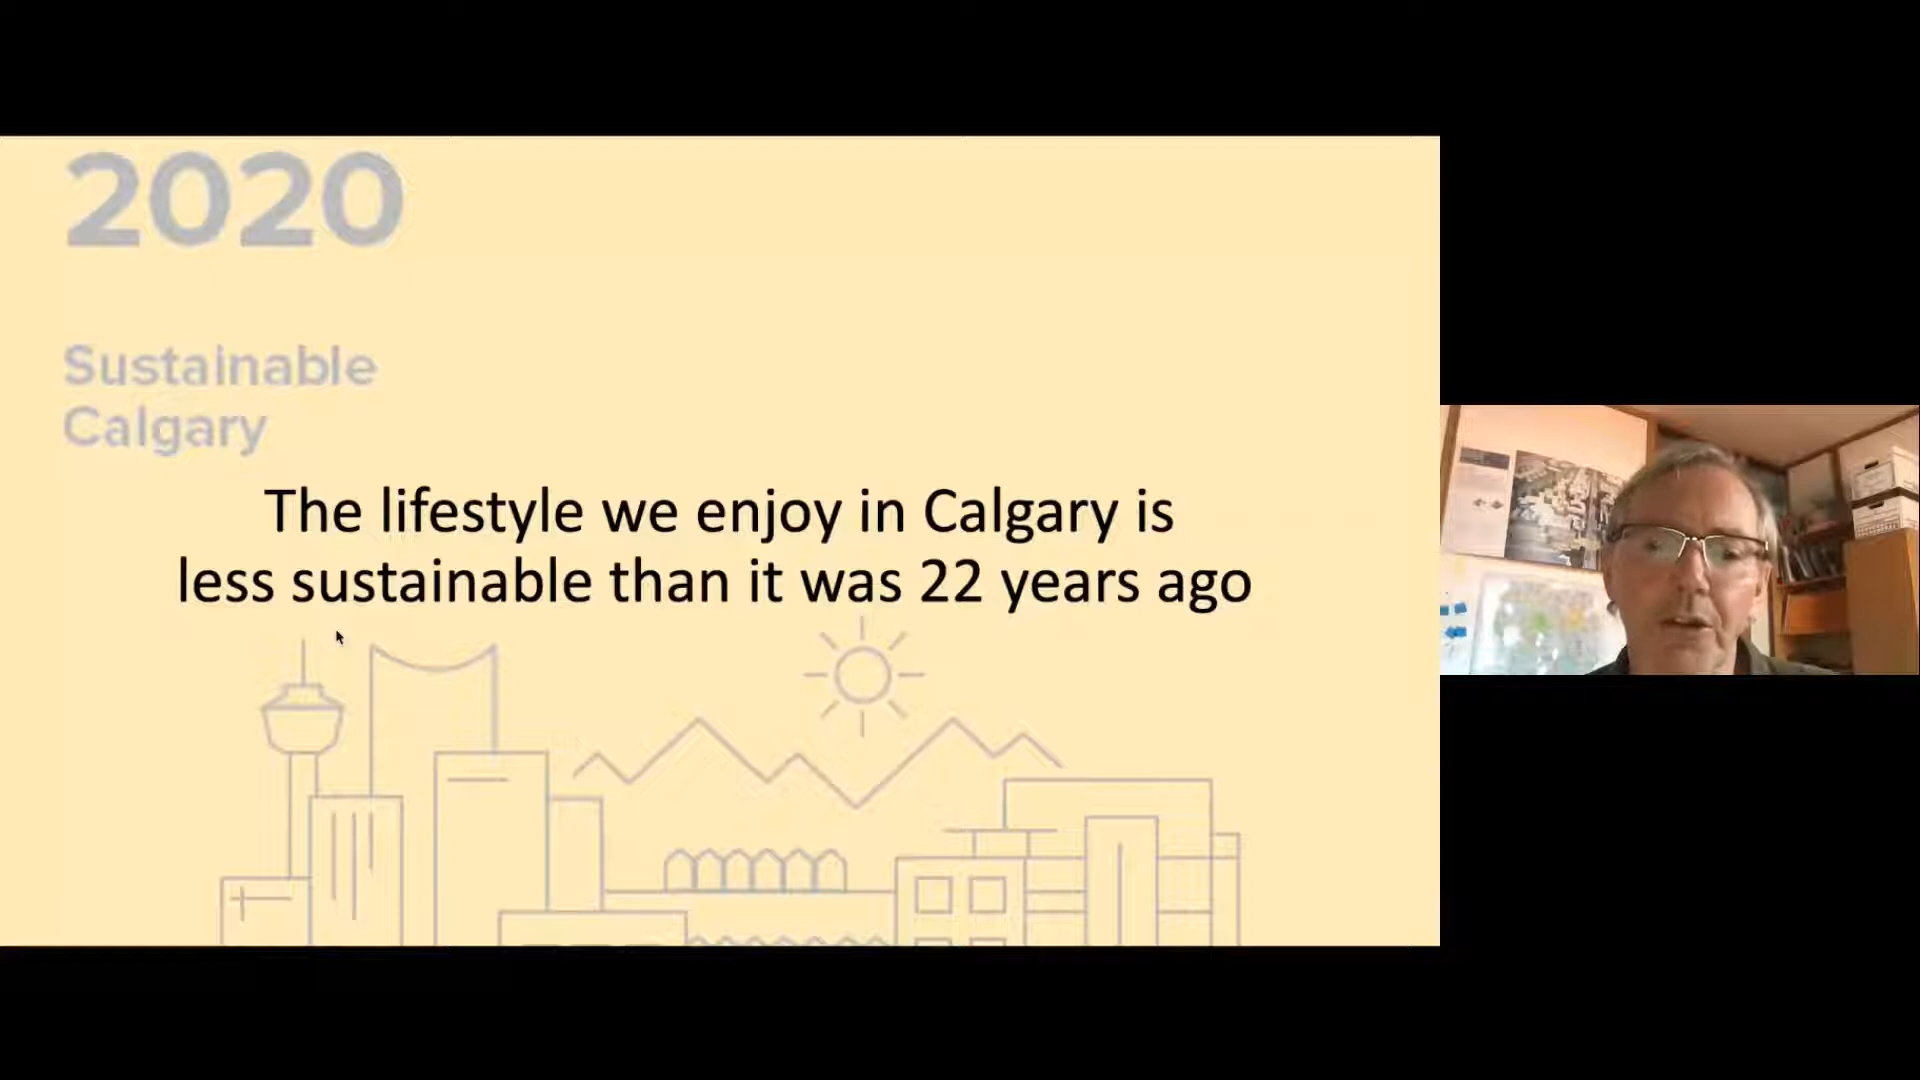 2020
Sustainable
Calgary
The lifestyle we enjoy in Calgary is
less sustainable than it was 22 years ago